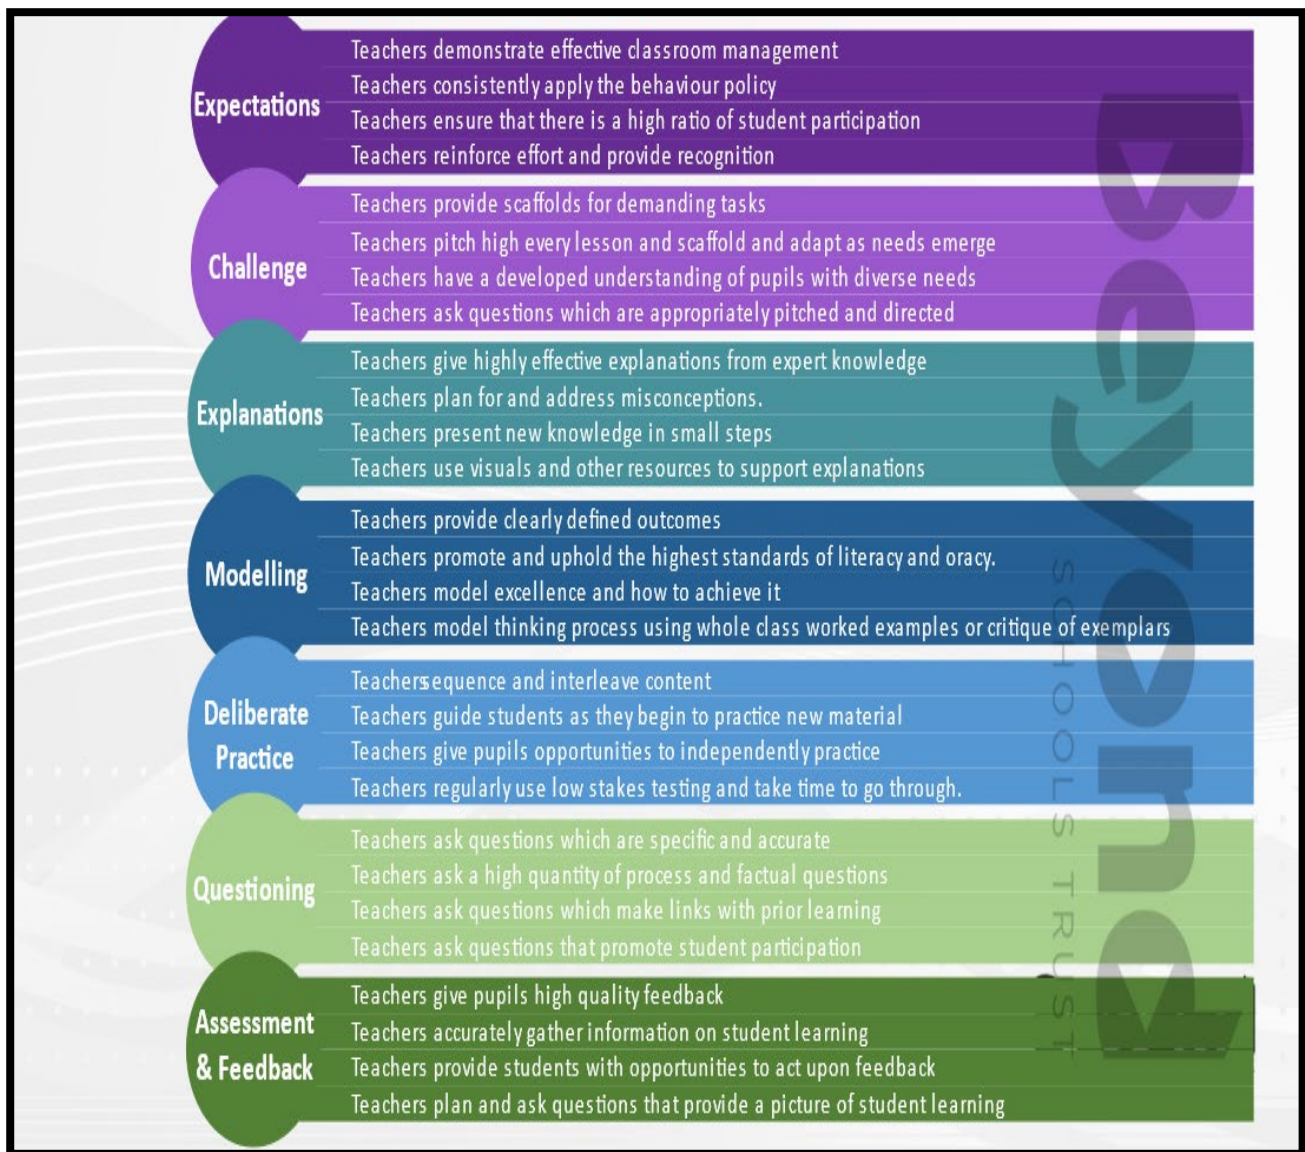 Expectations
Teachers demonstrate effective classroom management
Teachers consistently apply the behaviour policy
Teachers ensure that there is a high ratio of student participation
Teachers reinforce effort and provide recognition
Challenge
Teachers provide scaffolds for demanding tasks
Teachers pitch high every lesson and scaffold and adapt as needs emerge
Teachers have a developed understanding of pupils with diverse needs
Teachers ask questions which are appropriately pitched and directed
Explanations
Teachers give highly effective explanations from expert knowledge
Teachers plan for and address misconceptions.
Teachers present new knowledge in small steps
Teachers use visuals and other resources to support explanations
Modelling
Teachers provide clearly defined outcomes
Teachers promote and uphold the highest standards of literacy and oracy.
Teachers model excellence and how to achieve it
Teachers model thinking process using whole class worked examples or critique of exemplars
Deliberate
Practice
Teachers sequence and interleave content
Teachers guide students as they begin to practice new material
Teachers give pupils opportunities to independently practice
Teachers regularly use low stakes testing and take time to go through.
Questioning
Teachers ask questions which are specific and accurate
Teachers ask a high quantity of process and factual questions
Teachers ask questions which make links with prior learning
Teachers ask questions that promote student participation
Assessment
& Feedback
Teachers give pupils high quality feedback
Teachers accurately gather information on student learning
Teachers provide students with opportunities to act upon feedback
Teachers plan and ask questions that provide a picture of student learning
Beyond
SCHOOLS TRUST